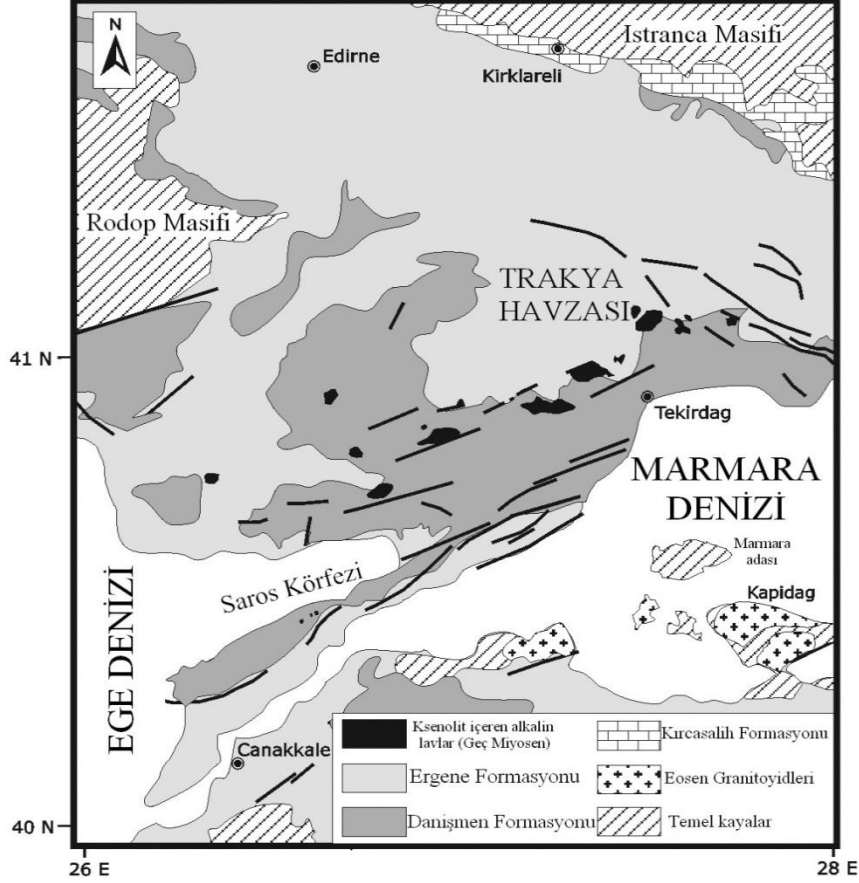 N
Edirne
Kirklareli
Istranca Masifi
Rodop Masifi
TRAKYA
HAVZASI
41 N
Tekirdag
MARMARA
DENİZİ
Marmara
adası
Kapidag
Saros Körfezi
EGE DENİZİ
Canakkale
Ksenolit içeren alkalin
lavlar (Geç Miyosen)
Kırcasalih Formasyonu
Ergene Formasyonu
Eosen Granitoyidleri
Danişmen Formasyonu
Temel kayalar
40 N
26 E
28 E